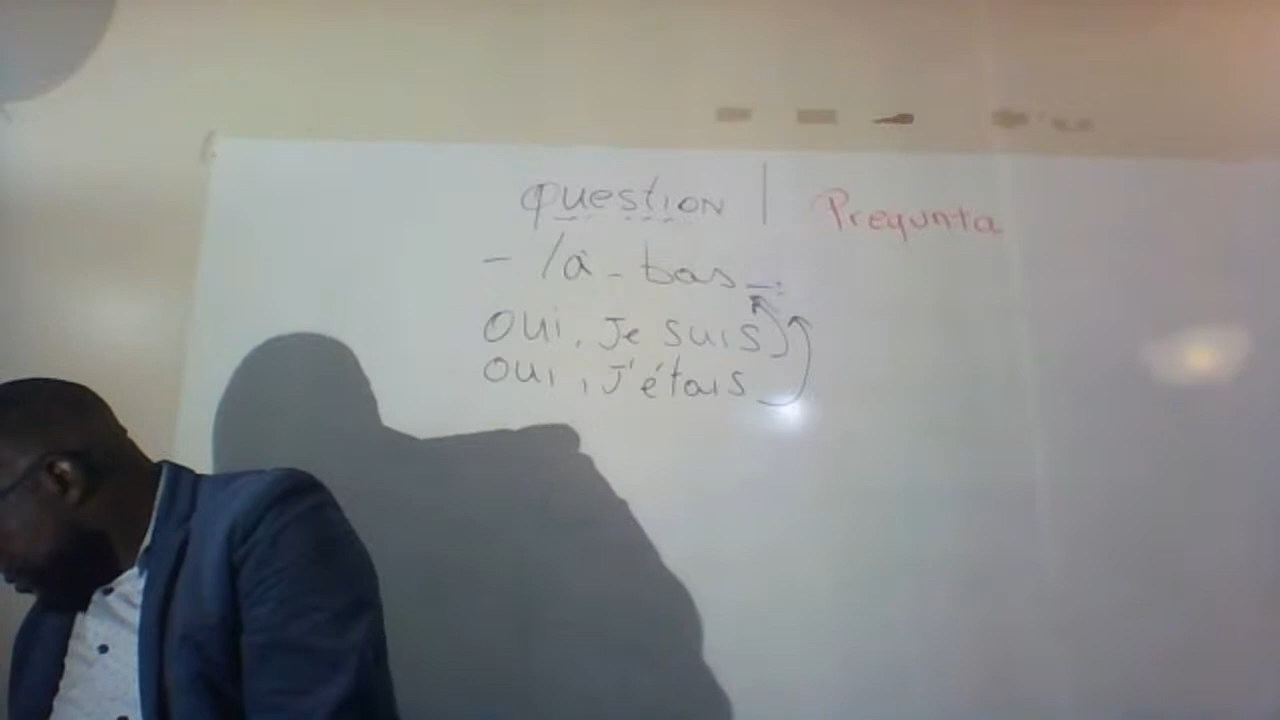 question | Pregunta
- là-bas
oui, Je suis
oui, J'étais